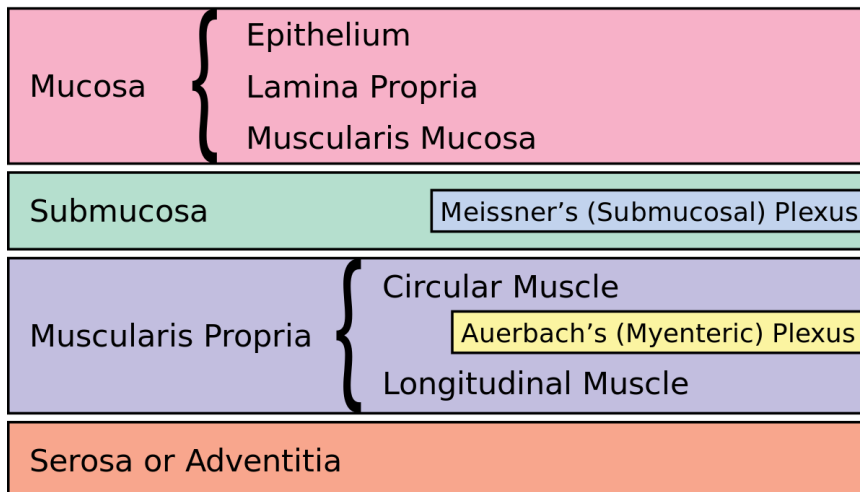 Epithelium
Mucosa
Lamina Propria
Muscularis Mucosa
Submucosa
Meissner’s (Submucosal) Plexus
Circular Muscle
Muscularis Propria
Auerbach’s (Myenteric) Plexus
Longitudinal Muscle
Serosa or Adventitia